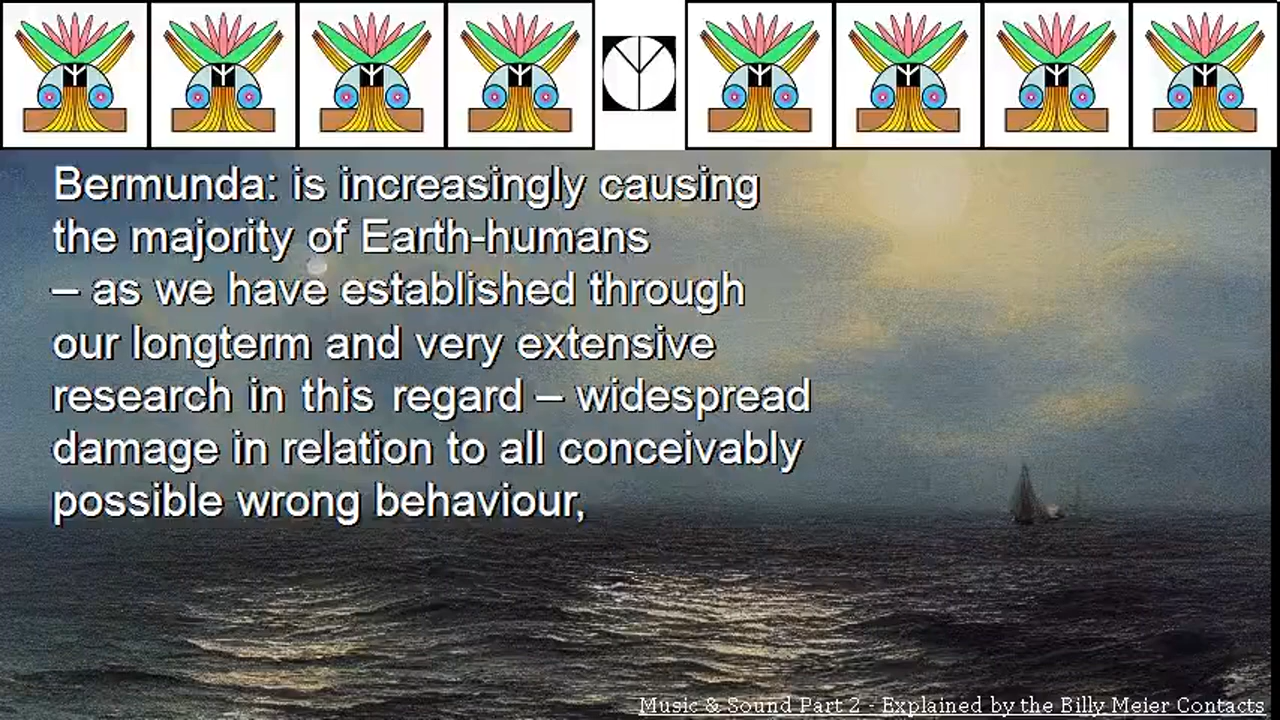 Bermunda: is increasingly causing
the majority of Earth-humans
– as we have established through
our longterm and very extensive
research in this regard – widespread
damage in relation to all conceivably
possible wrong behaviour,
Music & Sound Part 2 - Explained by the Billy Meier Contacts